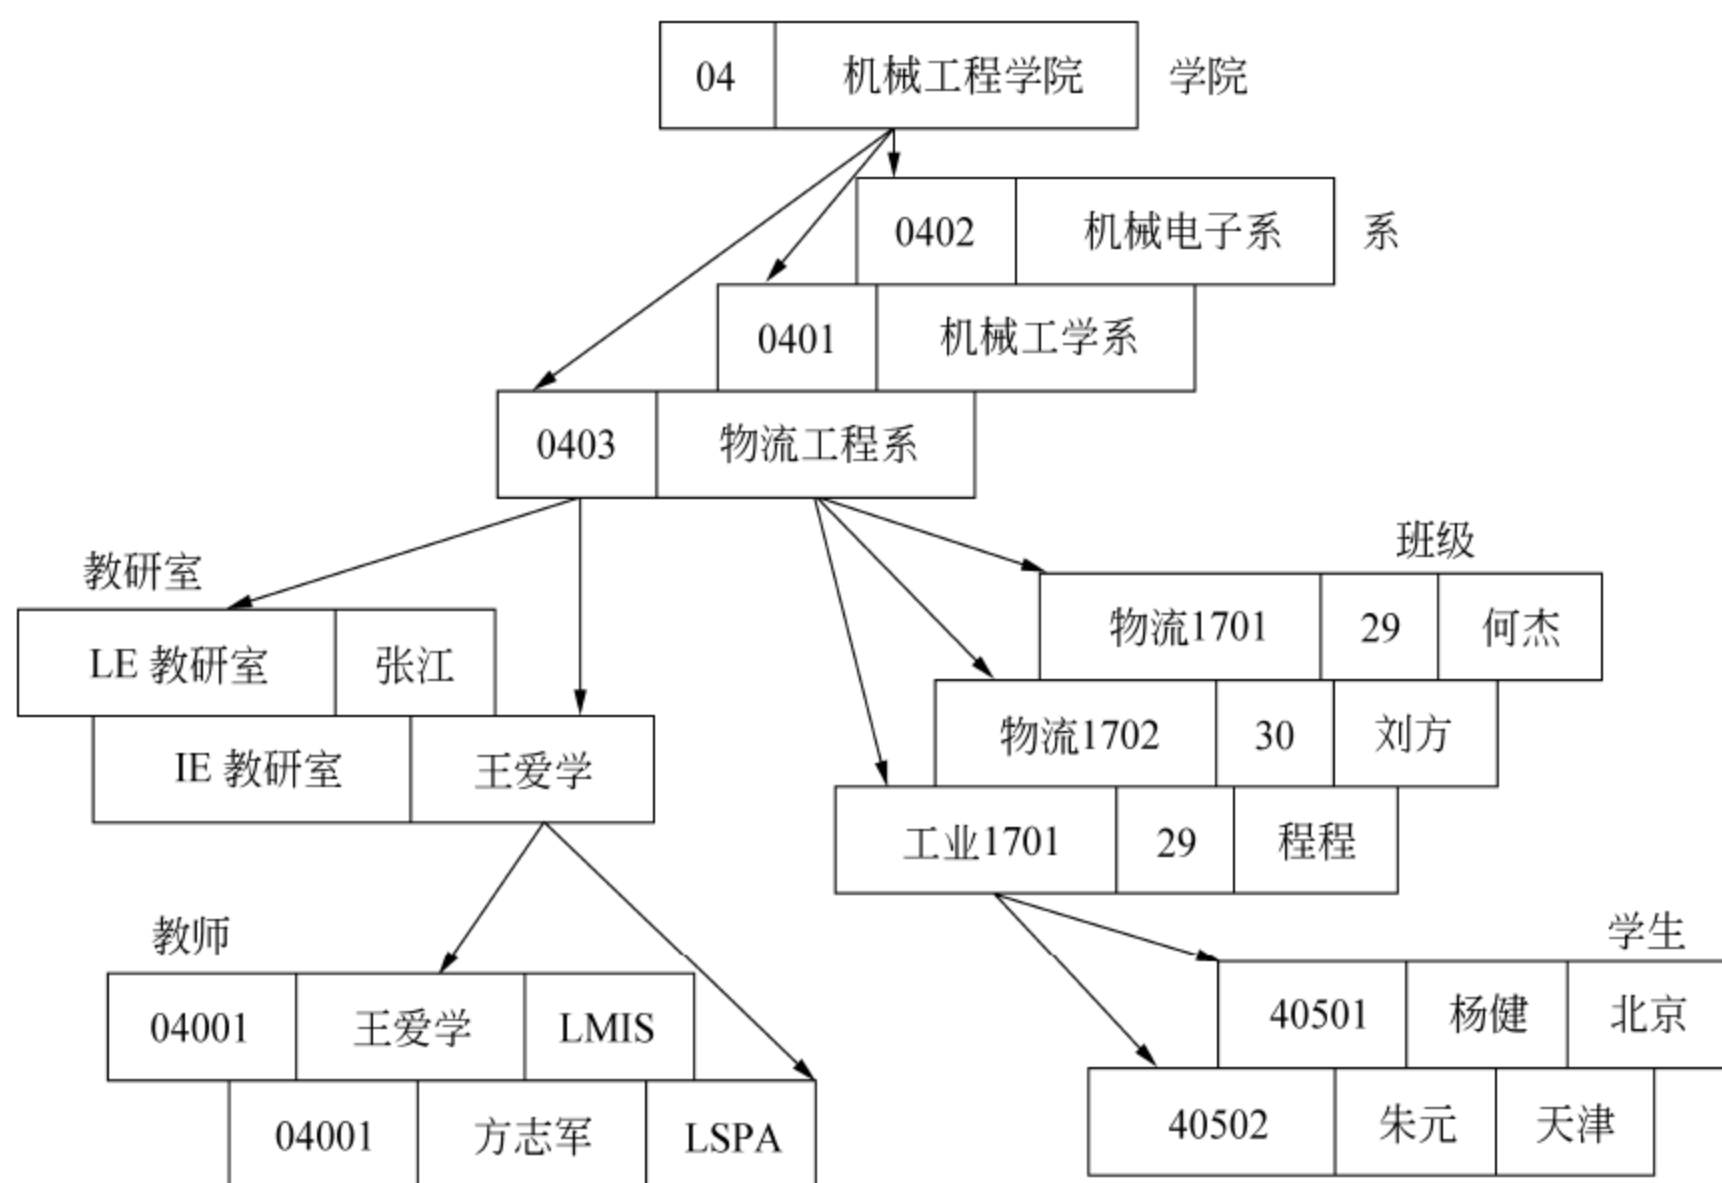 04 机械工程学院 学院
0402 机械电子系 系
0401 机械工学系
0403 物流工程系
教研室
LE 教研室 张江
IE 教研室 王爱学
班级
物流1701 29 何杰
物流1702 30 刘方
工业1701 29 程程
教师
04001 王爱学 LMIS
04001 方志军 LSPA
学生
40501 杨健 北京
40502 朱元 天津